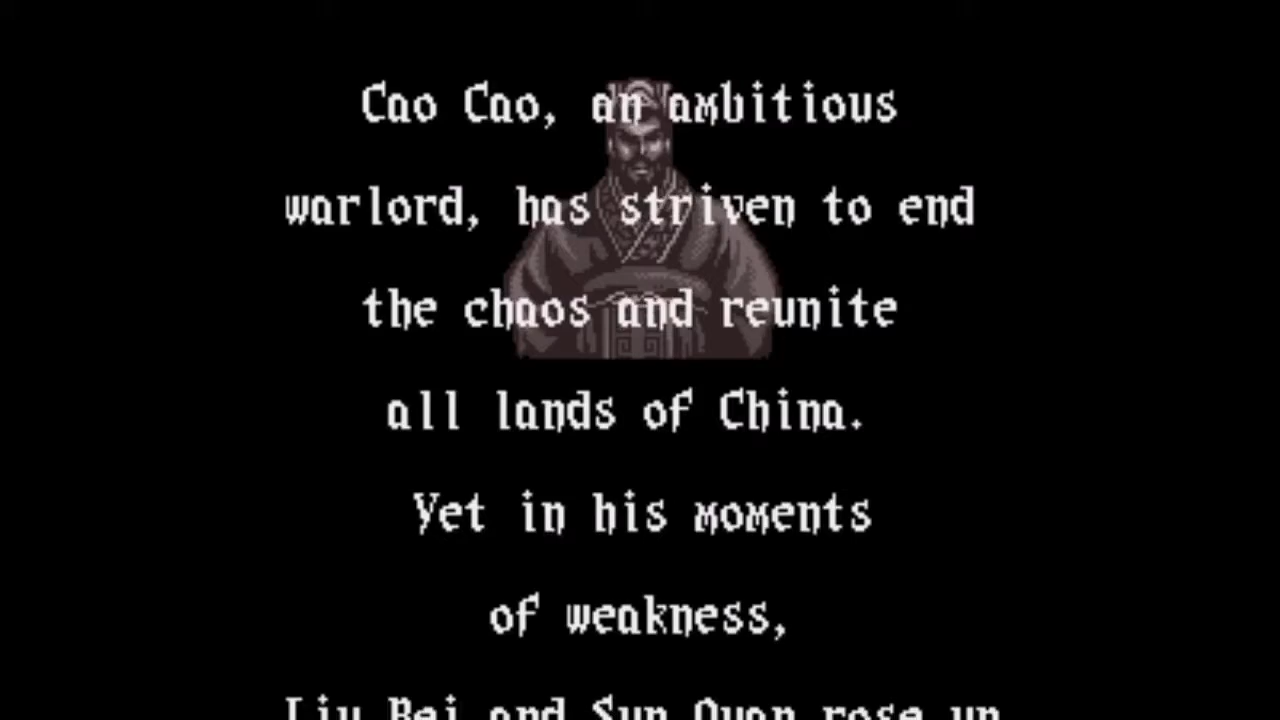 Cao Cao, an ambitious
warlord, has striven to end
the chaos and reunite
all lands of China.
Yet in his moments
of weakness,
Liu Bei and Sun Quan rose up